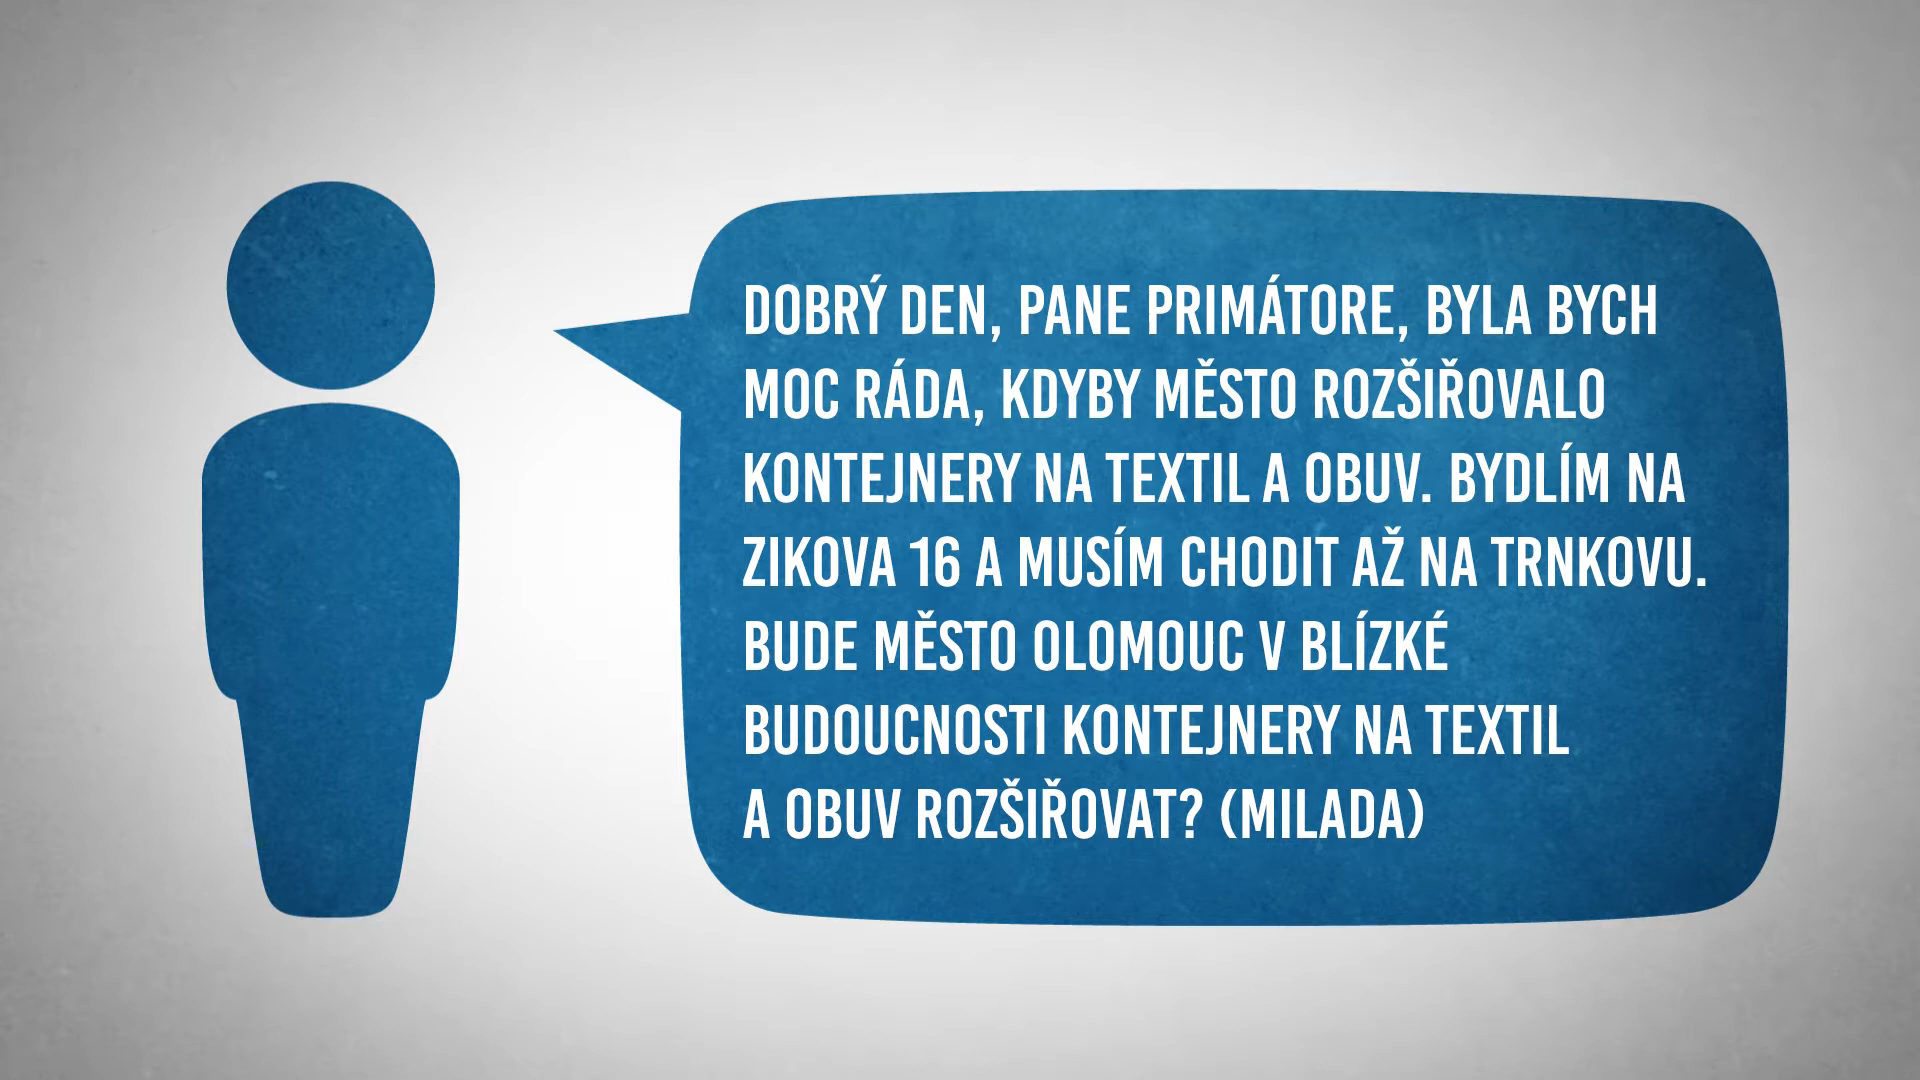 DOBRÝ DEN, PANE PRIMÁTORE, BYLA BYCH
MOC RÁDA, KDYBY MĚSTO ROZŠIŘOVALO
KONTEJNERY NA TEXTIL A OBUV. BYDLÍM NA
ZIKOVA 16 A MUSÍM CHODIT AŽ NA TRNKOVU.
BUDE MĚSTO OLOMOUC V BLÍZKÉ
BUDOUCNOSTI KONTEJNERY NA TEXTIL
A OBUV ROZŠIŘOVAT? (MILADA)